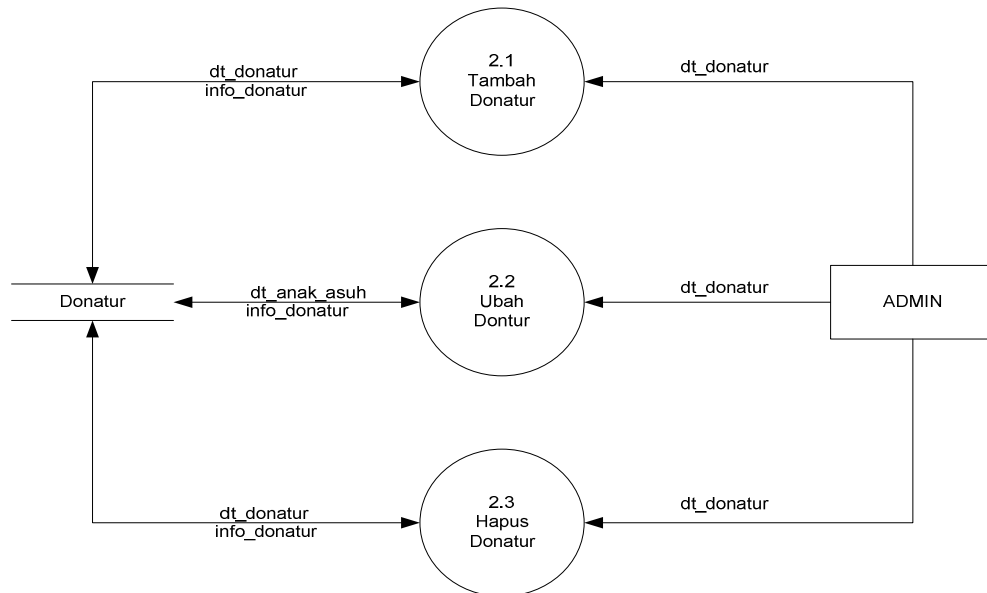 2.1
Tambah
Donatur
dt_donatur
info_donatur
dt_donatur
Donatur
dt_anak_asuh
info_donatur
2.2
Ubah
Dontur
dt_donatur
ADMIN
dt_donatur
info_donatur
2.3
Hapus
Donatur
dt_donatur